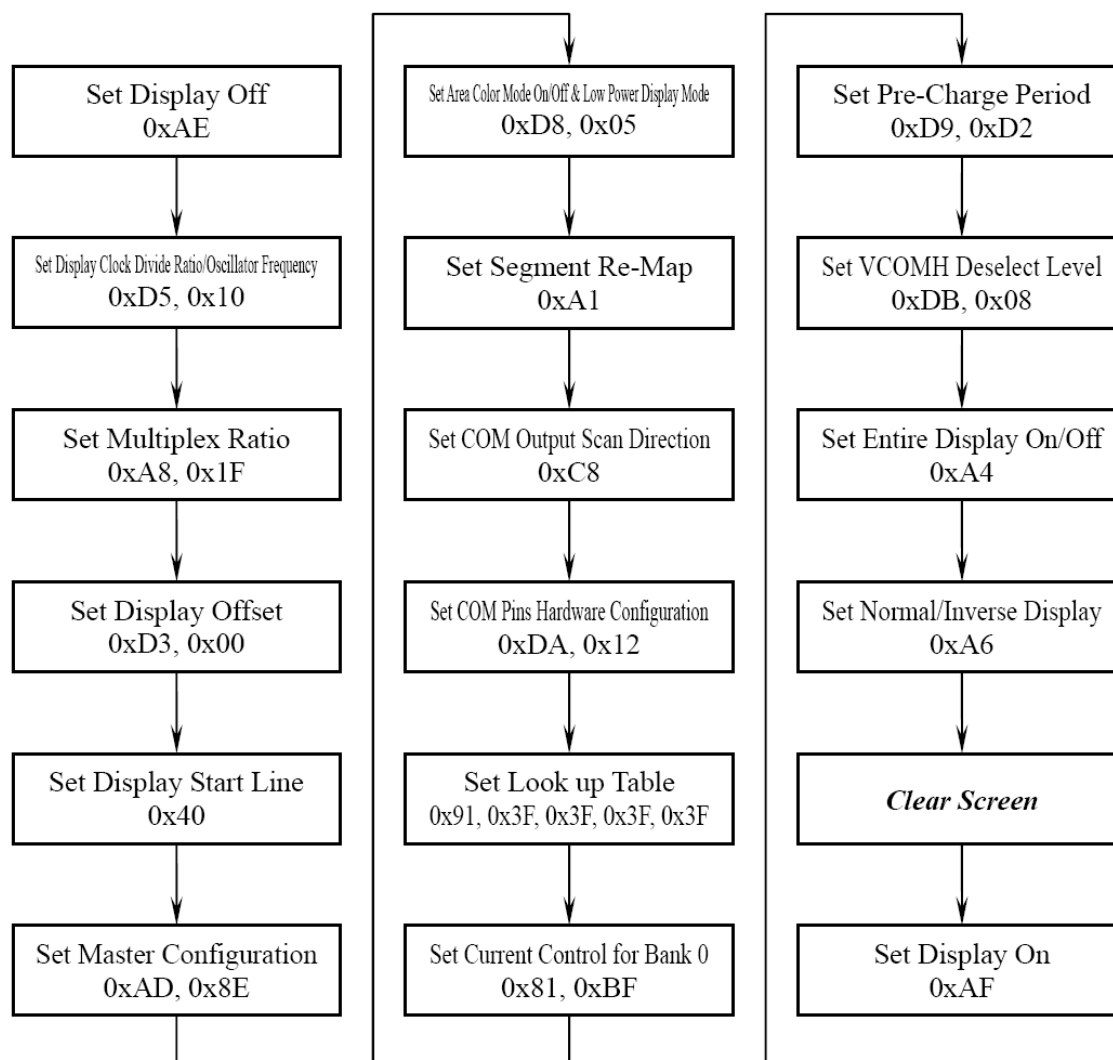 Set Display Off
0xAE
Set Display Clock Divide Ratio/Oscillator Frequency
0xD5, 0x10
Set Multiplex Ratio
0xA8, 0x1F
Set Display Offset
0xD3, 0x00
Set Display Start Line
0x40
Set Master Configuration
0xAD, 0x8E
Set Area Color Mode On/Off & Low Power Display Mode
0xD8, 0x05
Set Segment Re-Map
0xA1
Set COM Output Scan Direction
0xC8
Set COM Pins Hardware Configuration
0xDA, 0x12
Set Look up Table
0x91, 0x3F, 0x3F, 0x3F, 0x3F
Set Current Control for Bank 0
0x81, 0xBF
Set Pre-Charge Period
0xD9, 0xD2
Set VCOMH Deselect Level
0xDB, 0x08
Set Entire Display On/Off
0xA4
Set Normal/Inverse Display
0xA6
Clear Screen
Set Display On
0xAF